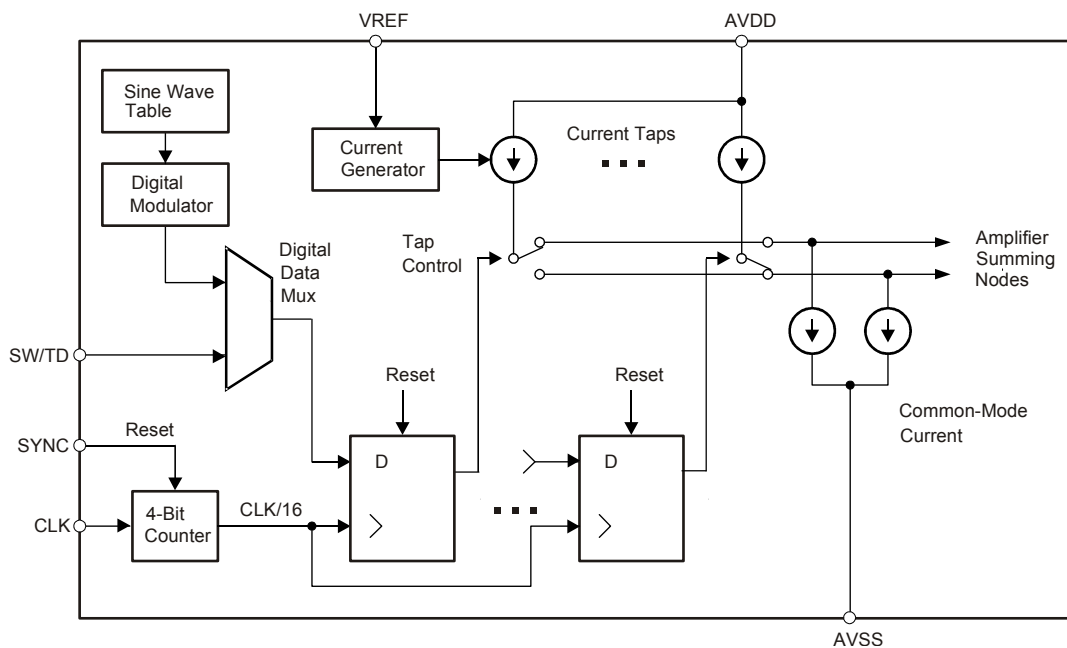 VREF
AVDD
Sine Wave
Table
Current
Generator
Current Taps
Digital
Modulator
Digital
Data
Mux
Tap
Control
Amplifier
Summing
Nodes
SW/TD
Reset
Reset
Common-Mode
Current
SYNC
Reset
D
D
CLK
4-Bit
Counter
CLK/16
AVSS